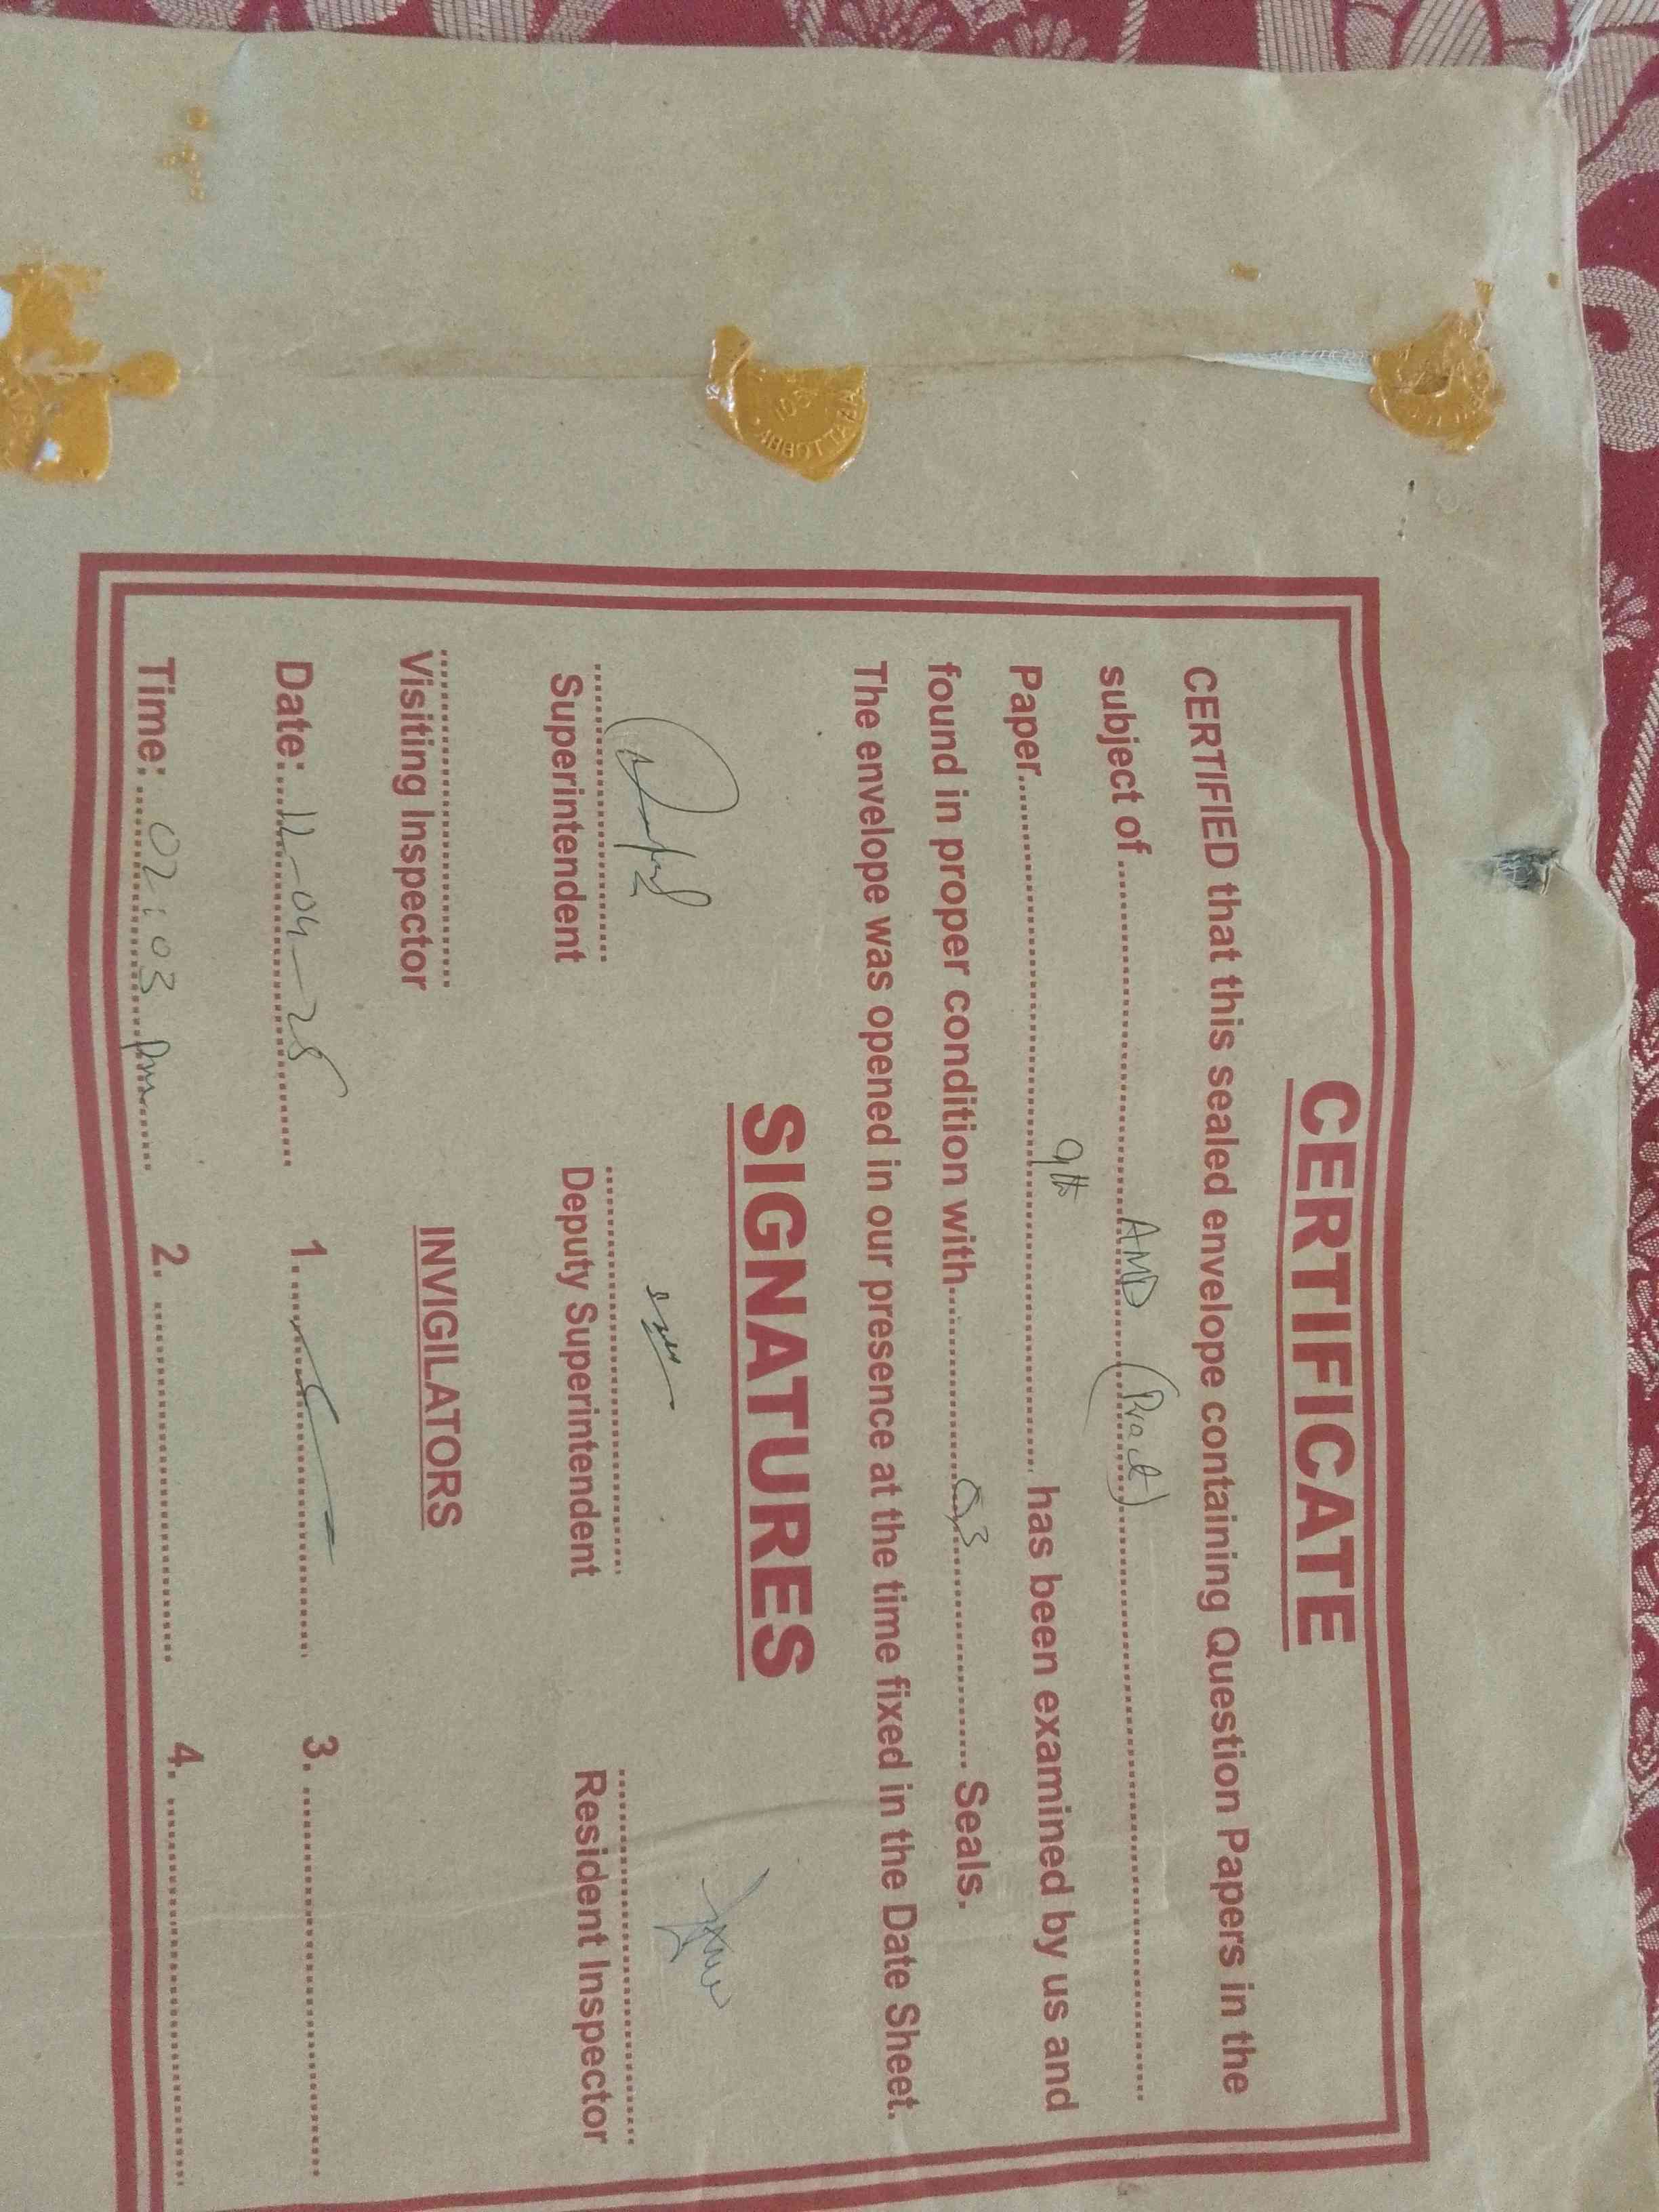 CERTIFICATE
CERTIFIED that this sealed envelope containing Question Papers in the
subject of .......... AMD (Pract) ..........
Paper.......... 9th .......... has been examined by us and
found in proper condition with.......... 03 .......... Seals.
The envelope was opened in our presence at the time fixed in the Date Sheet.
SIGNATURES
Superintendent Deputy Superintendent Resident Inspector
Visiting Inspector INVIGILATORS
Date: 12-04-25 1. 3.
Time: 02:03 Pm 2. 4.
105
ABBOTTA